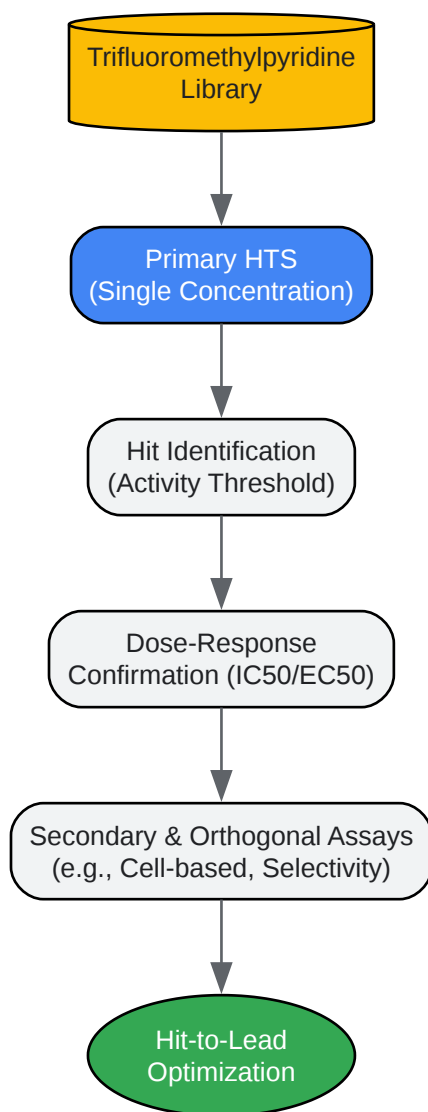 Trifluoromethylpyridine
Library
Primary HTS
(Single Concentration)
Hit Identification
(Activity Threshold)
Dose-Response
Confirmation (IC50/EC50)
Secondary & Orthogonal Assays
(e.g., Cell-based, Selectivity)
Hit-to-Lead
Optimization